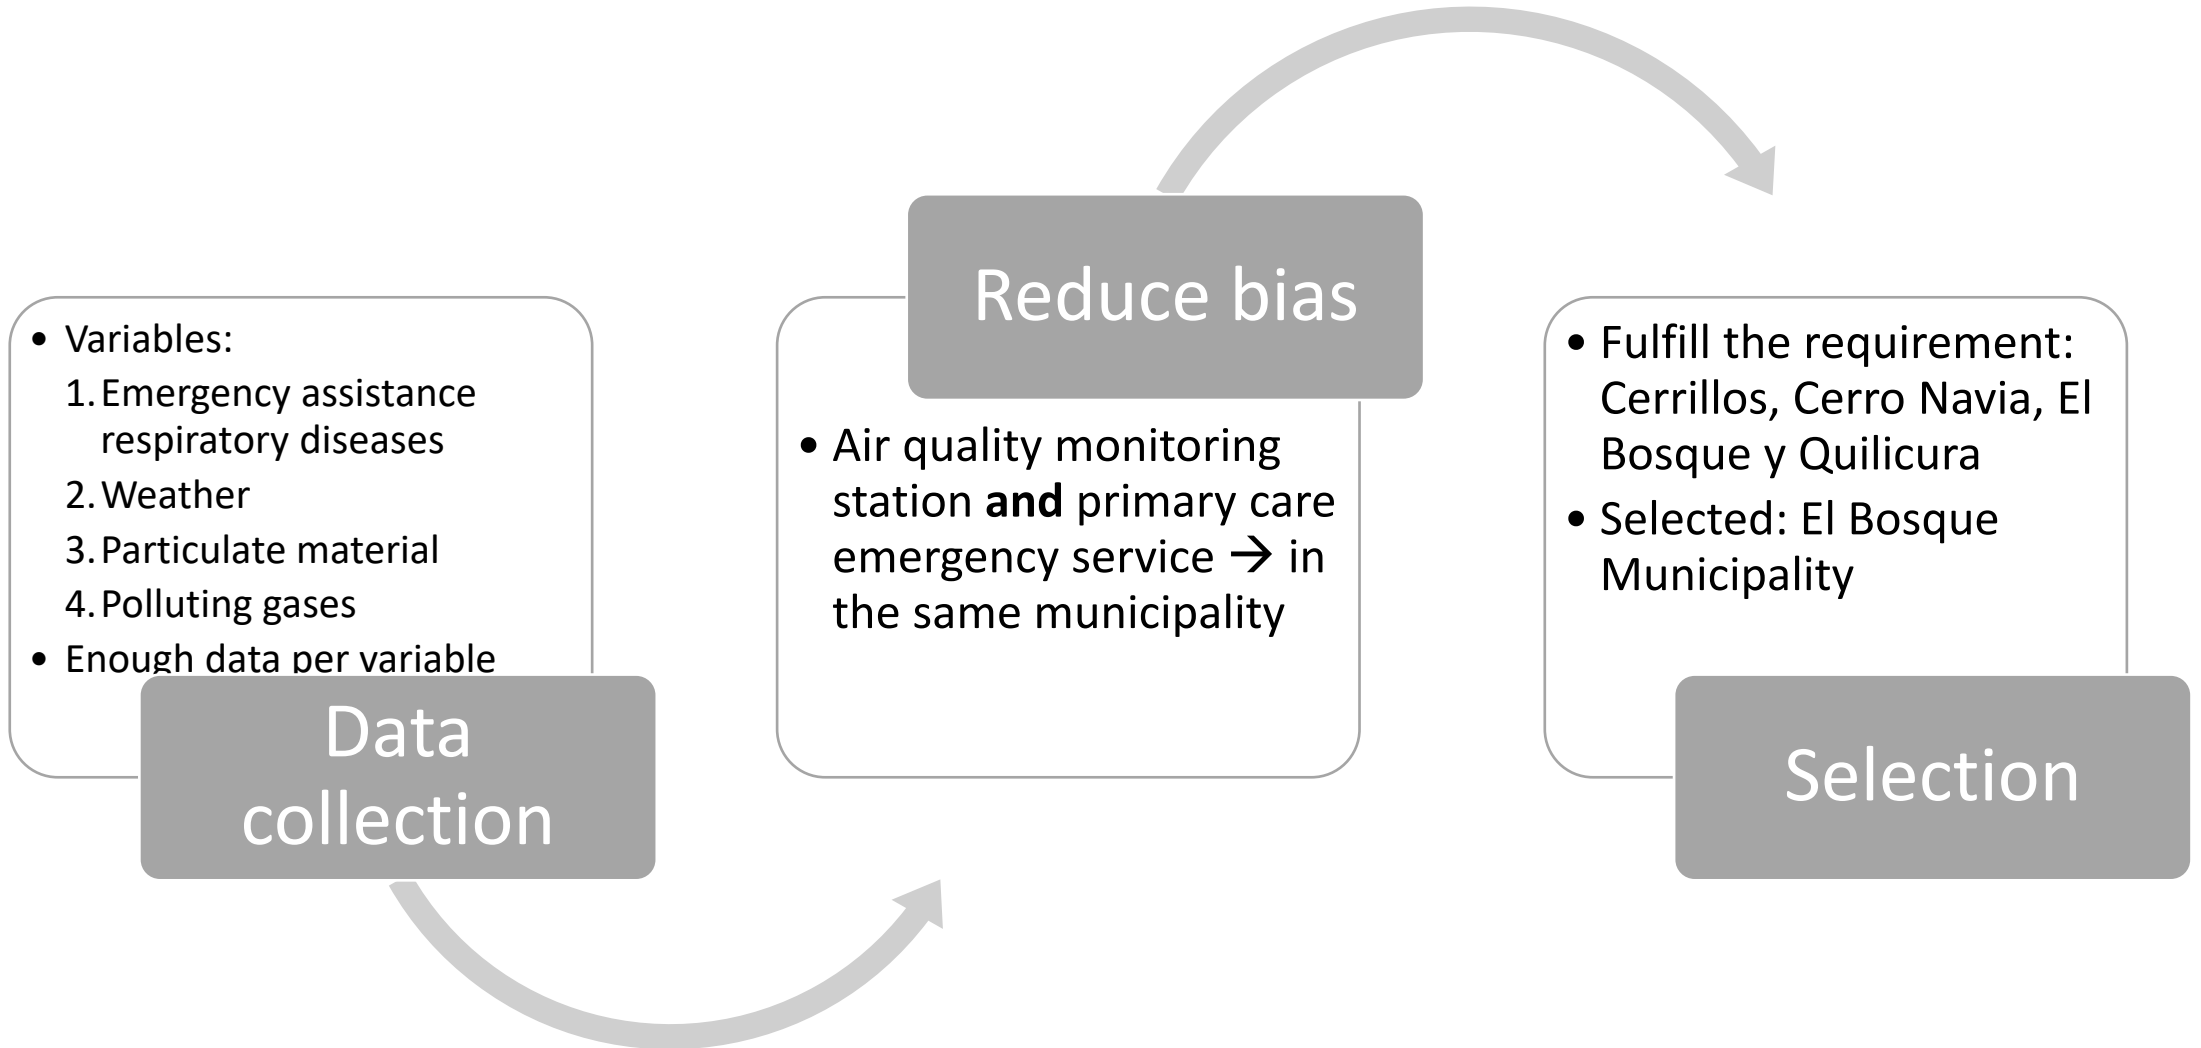 • Variables:
1. Emergency assistance
respiratory diseases
2. Weather
3. Particulate material
4. Polluting gases
• Enough data per variable
Data
collection
Reduce bias
• Air quality monitoring
station and primary care
emergency service → in
the same municipality
• Fulfill the requirement:
Cerrillos, Cerro Navia, El
Bosque y Quilicura
• Selected: El Bosque
Municipality
Selection